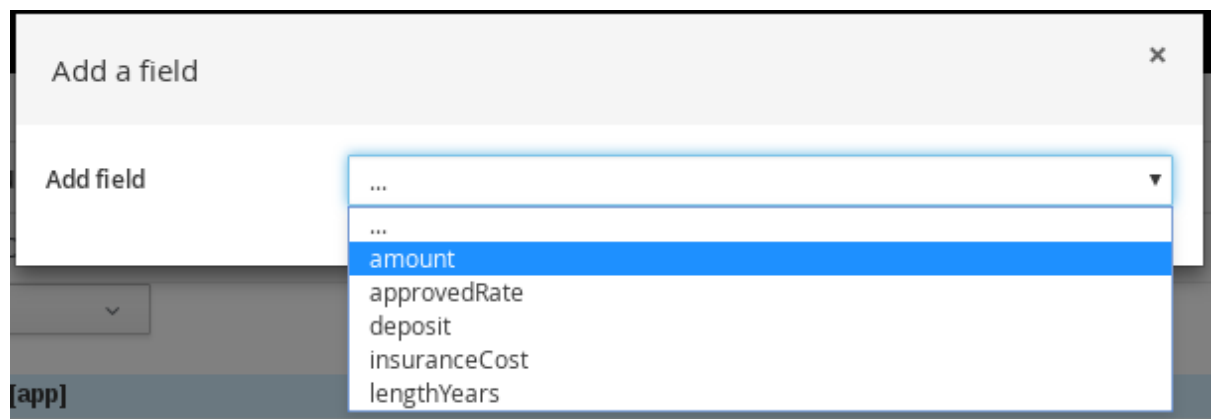 Add a field
×
Add field
...
...
amount
approvedRate
deposit
insuranceCost
lengthYears
[app]